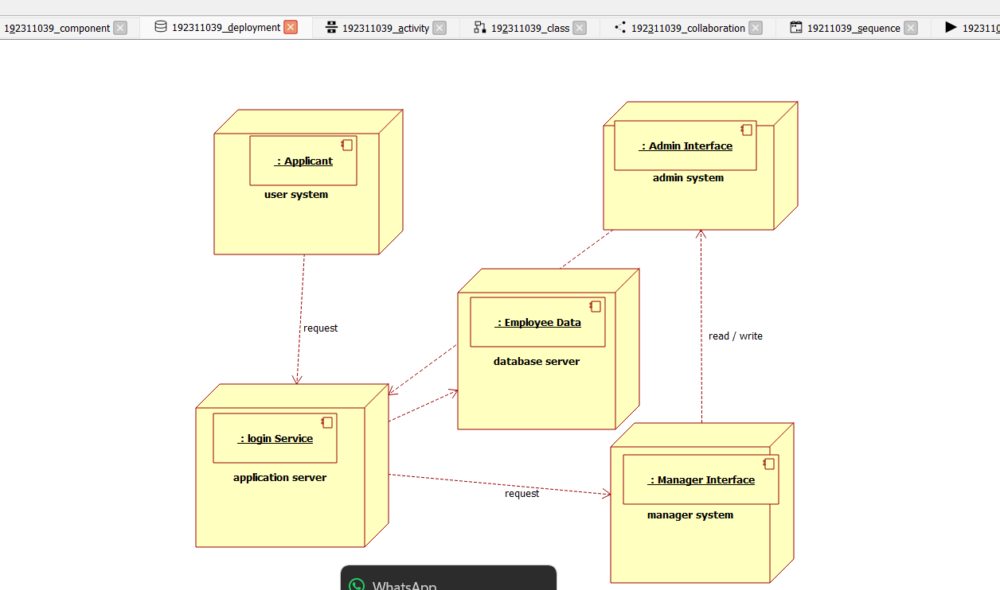 192311039_component
192311039_deployment
192311039_activity
192311039_class
192311039_collaboration
19211039_sequence
: Applicant
user system
: Admin Interface
admin system
: Employee Data
database server
request
read / write
: login Service
application server
request
: Manager Interface
manager system
WhatsApp